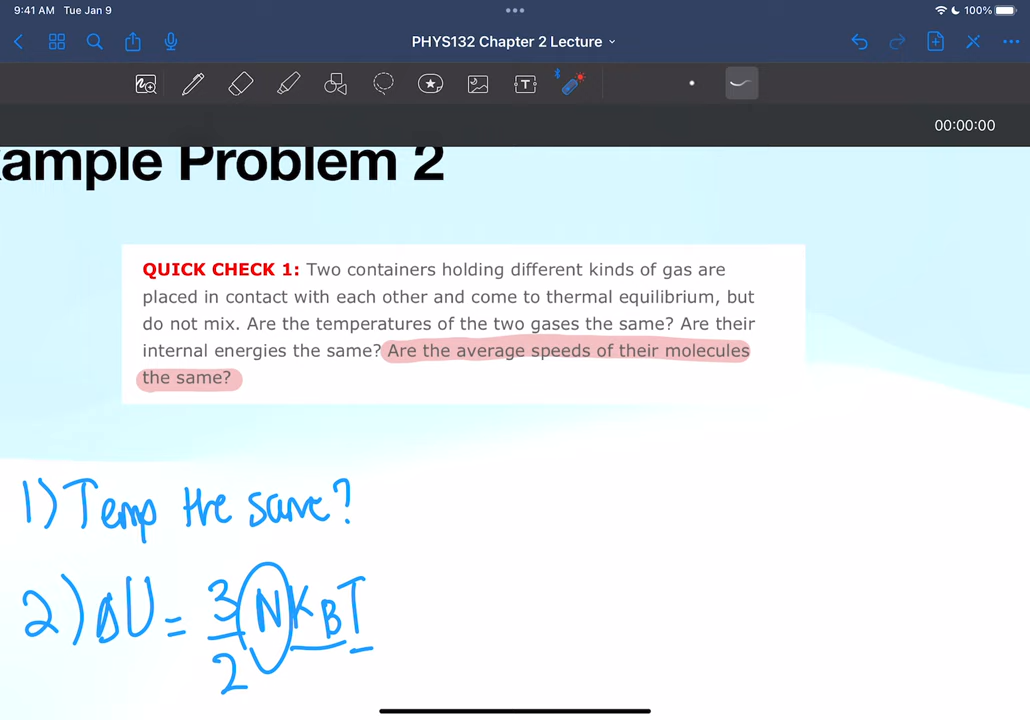 9:41 AM Tue Jan 9
100%
PHYS132 Chapter 2 Lecture
T
00:00:00
ample Problem 2
QUICK CHECK 1: Two containers holding different kinds of gas are
placed in contact with each other and come to thermal equilibrium, but
do not mix. Are the temperatures of the two gases the same? Are their
internal energies the same? Are the average speeds of their molecules
the same?
1) Temp the same?
2) ΔU = 3/2 N K_B T